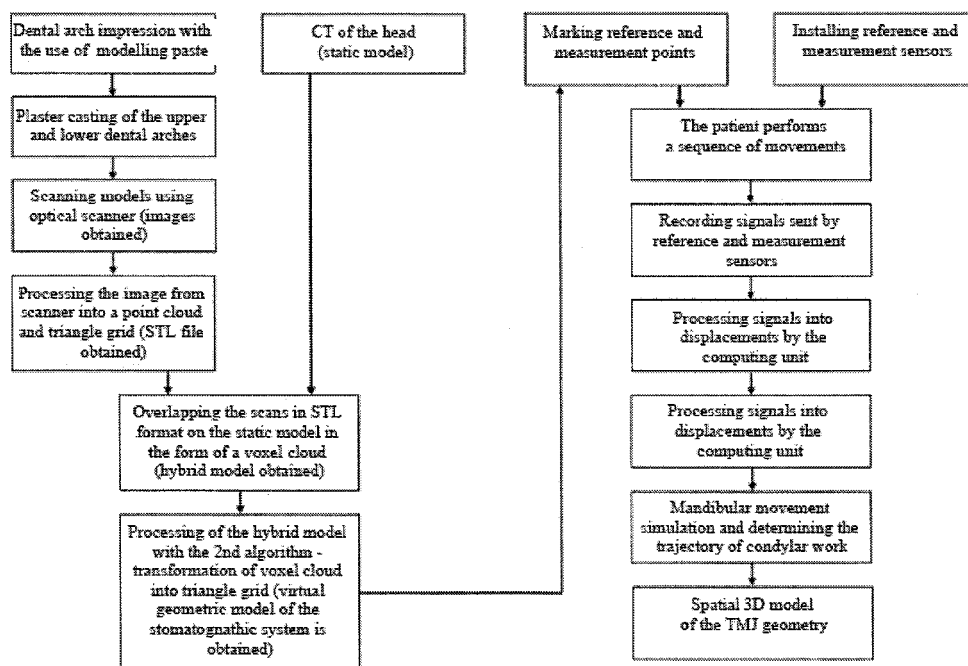 Dental arch impression with
the use of modelling paste
Plaster casting of the upper
and lower dental arches
Scanning models using
optical scanner (images
obtained)
Processing the image from
scanner into a point cloud
and triangle grid (STL file
obtained)
CT of the head
(static model)
Overlapping the scans in STL
format on the static model in
the form of a voxel cloud
(hybrid model obtained)
Processing of the hybrid model
with the 2nd algorithm -
transformation of voxel cloud
into triangle grid (virtual
geometric model of the
stomatognathic system is
obtained)
Marking reference and
measurement points
Installing reference and
measurement sensors
The patient performs
a sequence of movements
Recording signals sent by
reference and measurement
sensors
Processing signals into
displacements by the
computing unit
Processing signals into
displacements by the
computing unit
Mandibular movement
simulation and determining the
trajectory of condylar work
Spatial 3D model
of the TMJ geometry